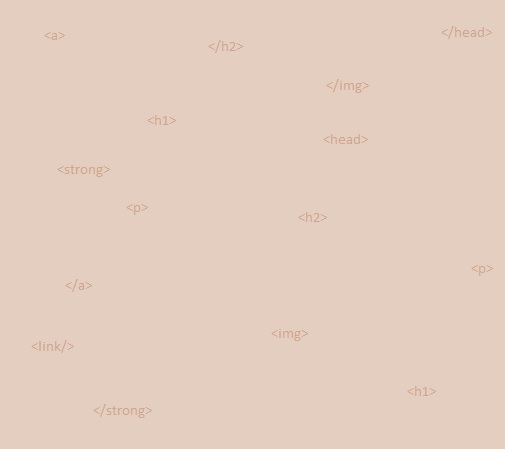 </head>
<a>
</h2>
</img>
<h1>
<head>
<strong>
<p>
<h2>
<p>
</a>
<img>
<link/>
<h1>
</strong>